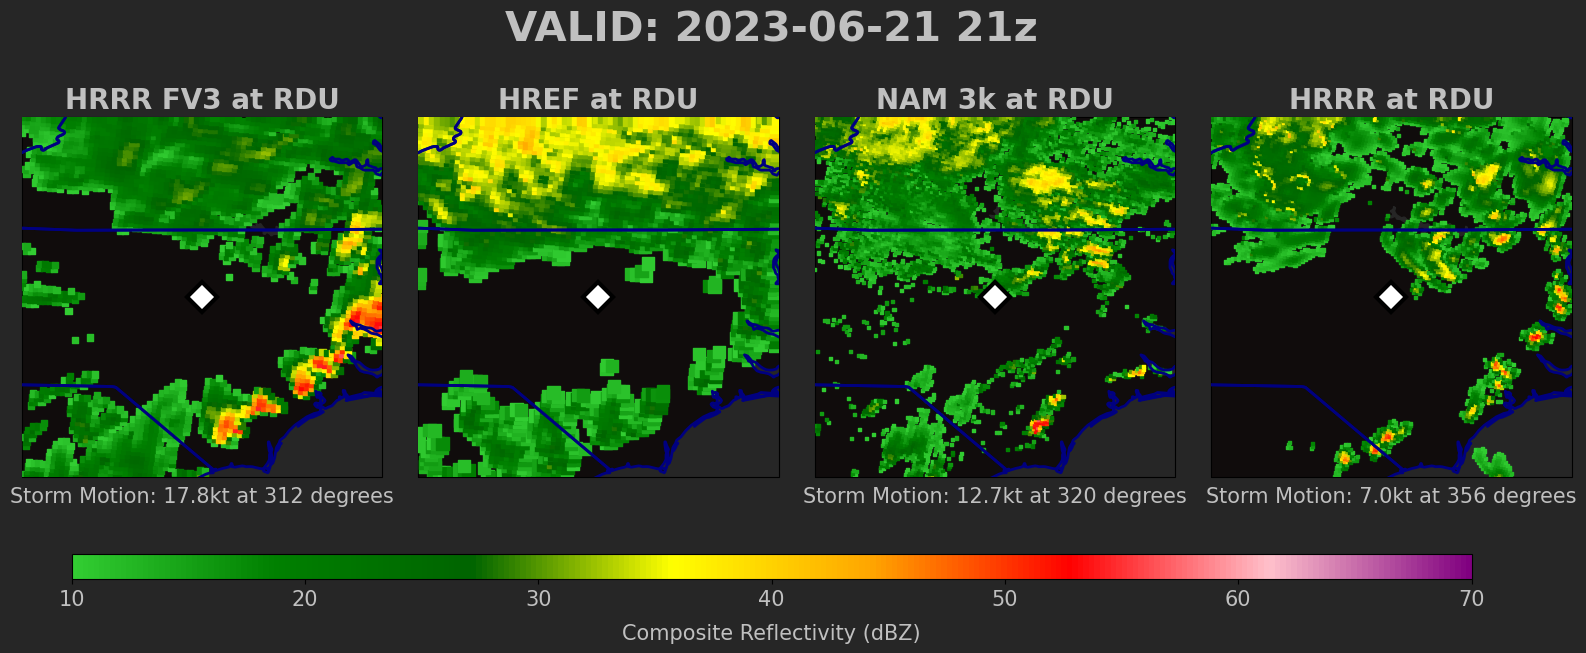 VALID: 2023-06-21 21z
HRRR FV3 at RDU
HREF at RDU
NAM 3k at RDU
HRRR at RDU
Storm Motion: 17.8kt at 312 degrees
Storm Motion: 12.7kt at 320 degrees
Storm Motion: 7.0kt at 356 degrees
10 20 30 40 50 60 70
Composite Reflectivity (dBZ)